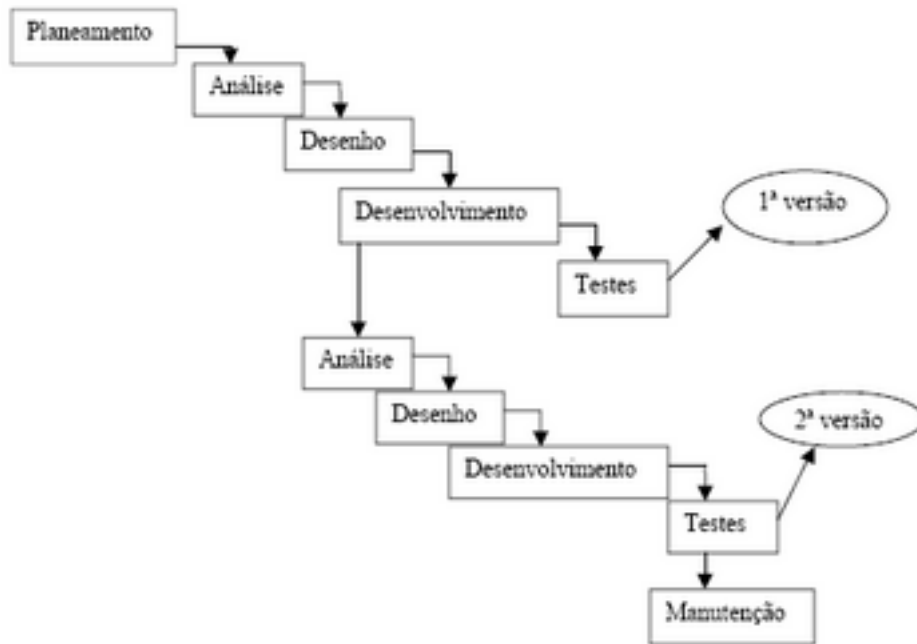 Planeamento
Análise
Desenho
Desenvolvimento
1ª versão
Testes
Análise
Desenho
2ª versão
Desenvolvimento
Testes
Manutenção